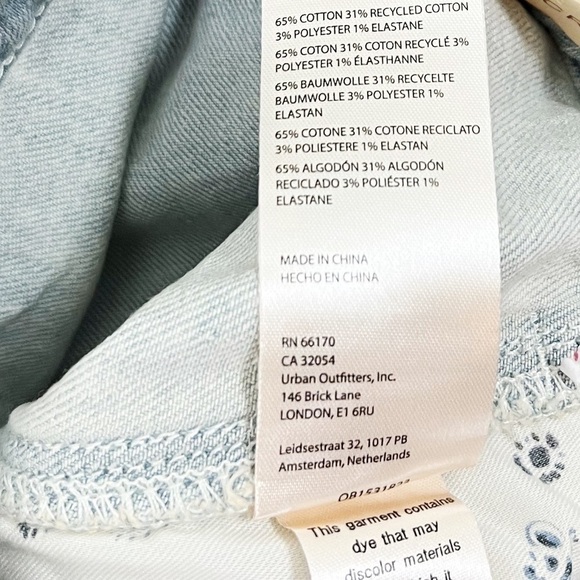 65% COTTON 31% RECYCLED COTTON
3% POLYESTER 1% ELASTANE
65% COTON 31% COTON RECYCLÉ 3%
POLYESTER 1% ÉLASTHANNE
65% BAUMWOLLE 31% RECYCELTE
BAUMWOLLE 3% POLYESTER 1%
ELASTAN
65% COTONE 31% COTONE RECICLATO
3% POLIESTERE 1% ELASTAN
65% ALGODÓN 31% ALGODÓN
RECICLADO 3% POLIÉSTER 1%
ELASTANE
MADE IN CHINA
HECHO EN CHINA
RN 66170
CA 32054
Urban Outfitters, Inc.
146 Brick Lane
LONDON, E1 6RU
Leidsestraat 32, 1017 PB
Amsterdam, Netherlands
This garment contains
dye that may
discolor materials
it